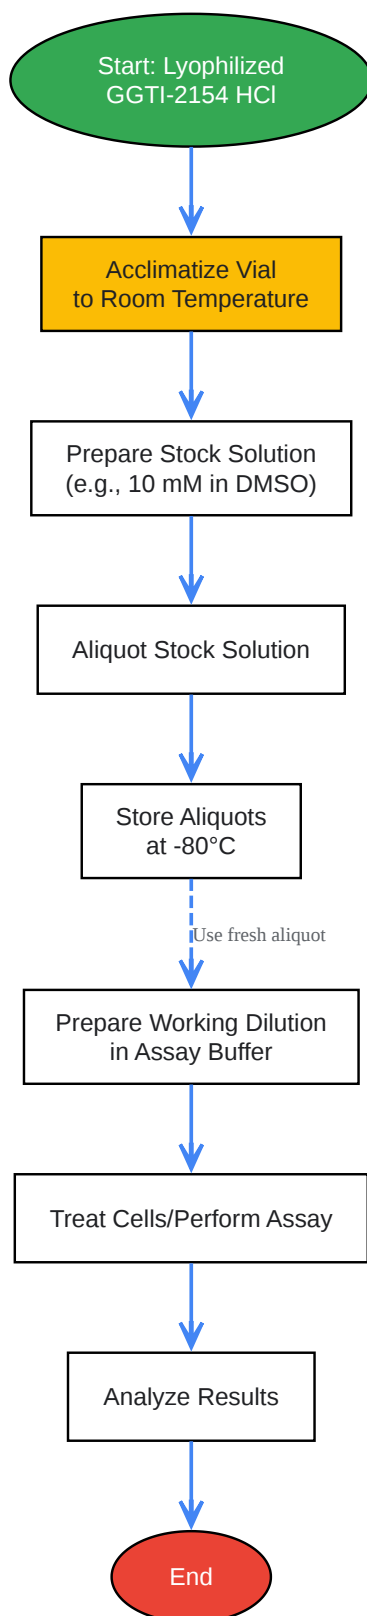 Start: Lyophilized
GGTI-2154 HCl
Acclimatize Vial
to Room Temperature
Prepare Stock Solution
(e.g., 10 mM in DMSO)
Aliquot Stock Solution
Store Aliquots
at -80°C
Use fresh aliquot
Prepare Working Dilution
in Assay Buffer
Treat Cells/Perform Assay
Analyze Results
End